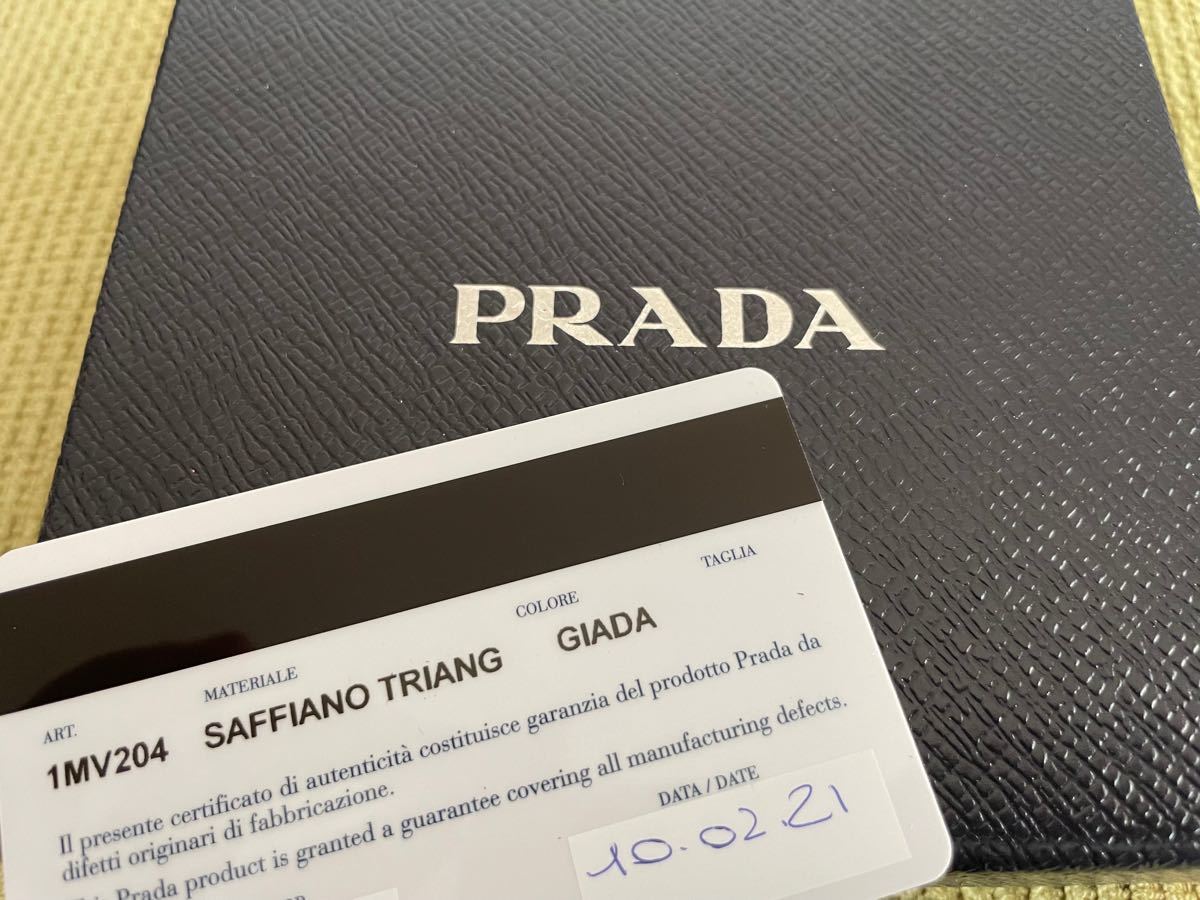 PRADA
TAGLIA
COLORE
GIADA
MATERIALE
SAFFIANO TRIANG
ART.
1MV204
Il presente certificato di autenticità costituisce garanzia del prodotto Prada da
difetti originari di fabbricazione.
Prada product is granted a guarantee covering all manufacturing defects.
DATA / DATE
10.02.21